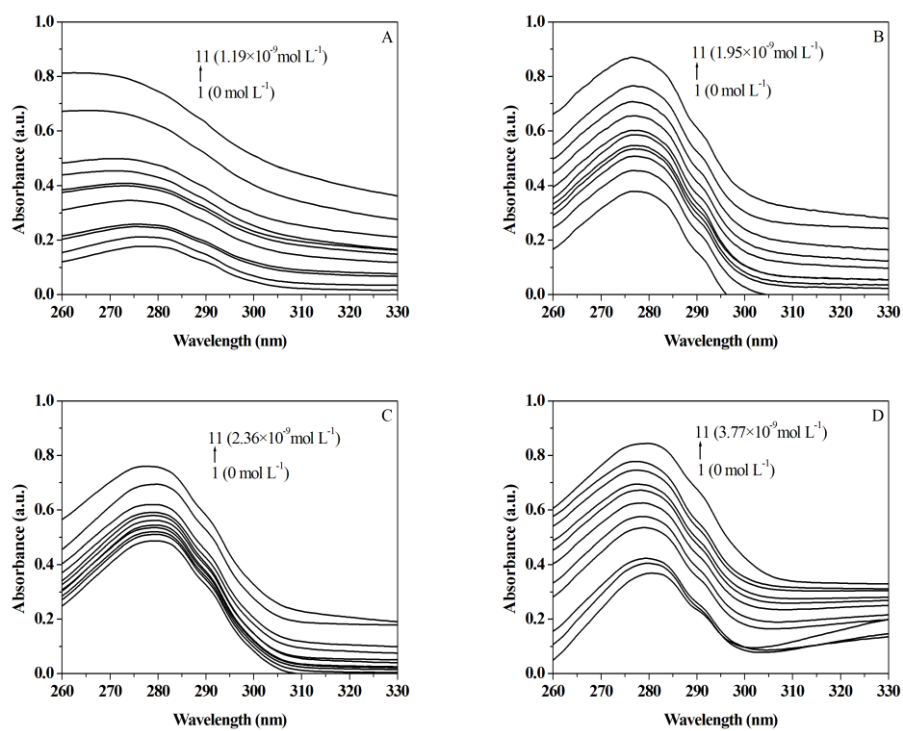 A
11 (1.19×10⁻⁹mol L⁻¹)
1 (0 mol L⁻¹)
Absorbance (a.u.)
1.0
0.8
0.6
0.4
0.2
0.0
260 270 280 290 300 310 320 330
Wavelength (nm)
B
11 (1.95×10⁻⁹mol L⁻¹)
1 (0 mol L⁻¹)
Absorbance (a.u.)
1.0
0.8
0.6
0.4
0.2
0.0
260 270 280 290 300 310 320 330
Wavelength (nm)
C
11 (2.36×10⁻⁹mol L⁻¹)
1 (0 mol L⁻¹)
Absorbance (a.u.)
1.0
0.8
0.6
0.4
0.2
0.0
260 270 280 290 300 310 320 330
Wavelength (nm)
D
11 (3.77×10⁻⁹mol L⁻¹)
1 (0 mol L⁻¹)
Absorbance (a.u.)
1.0
0.8
0.6
0.4
0.2
0.0
260 270 280 290 300 310 320 330
Wavelength (nm)